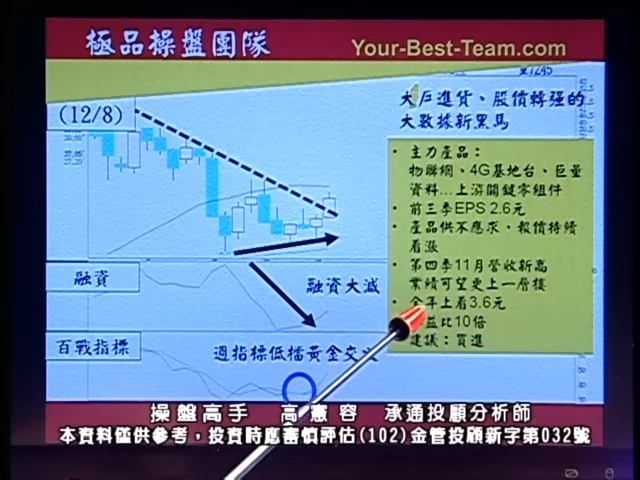 極品操盤團隊
Your-Best-Team.com
(12/8)
大戶進貨、股價轉強的
大數據新黑馬
• 主力產品：
物聯網、4G基地台、巨量
資料...上游關鍵零組件
• 前三季EPS 2.6元
• 產品供不應求、報價持續
看漲
• 第四季11月營收新高
業績可望更上一層樓
• 全年上看3.6元
益比10倍
建議：買進
融資
融資大減
百戰指標
週指標低檔黃金交
操盤高手 高憲容 承通投顧分析師
本資料僅供參考，投資時應審慎評估(102)金管投顧新字第032號